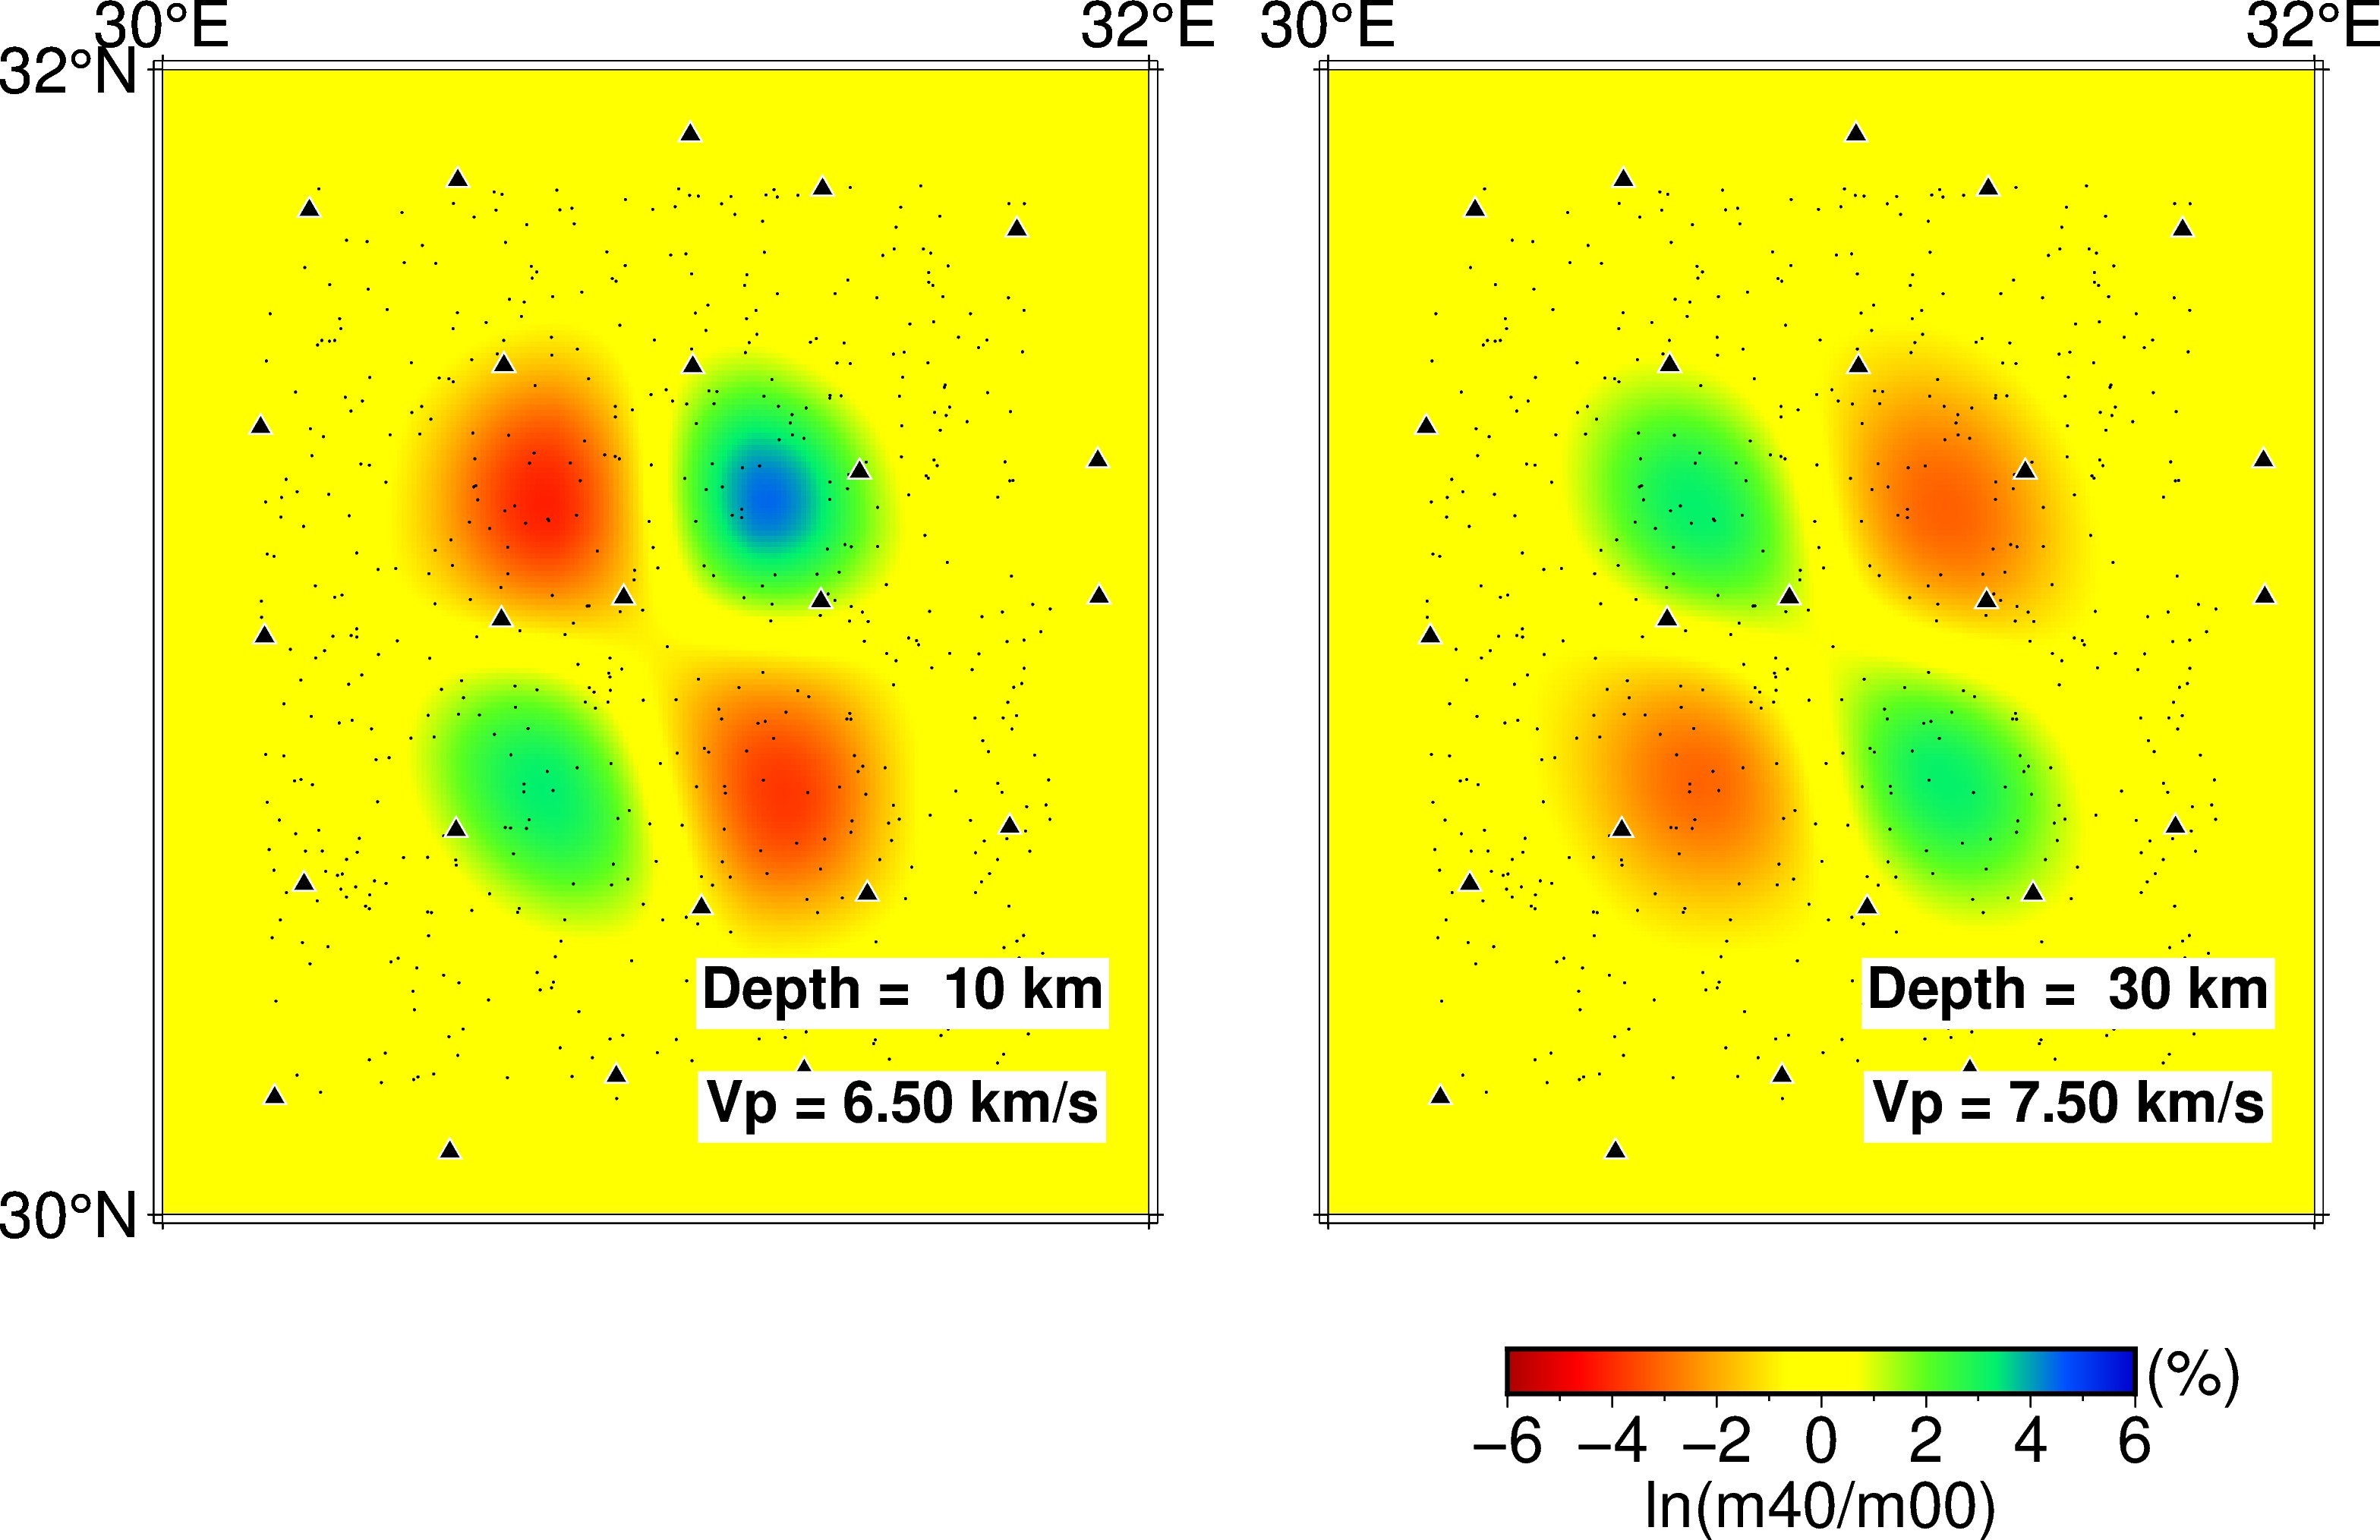 30°E 32°E 30°E 32°E
32°N
Depth = 10 km Depth = 30 km
Vp = 6.50 km/s Vp = 7.50 km/s
30°N
(%)
−6 −4 −2 0 2 4 6
ln(m40/m00)